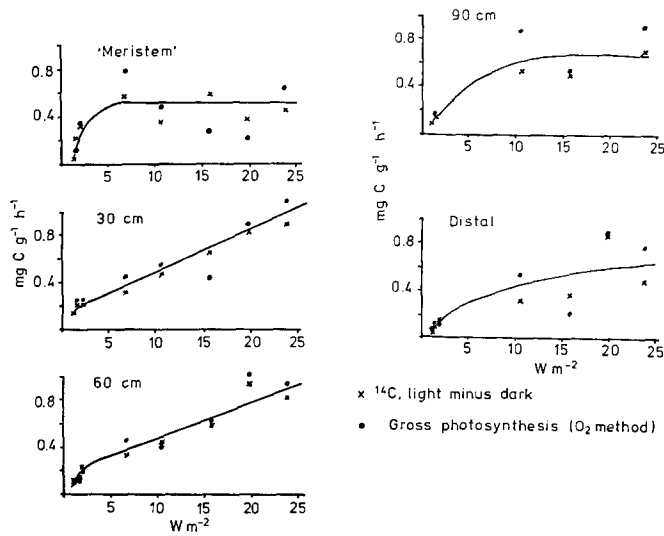 'Meristem'
0.8
0.4
5 10 15 20 25
30 cm
0.8
0.4
5 10 15 20 25
60 cm
0.8
0.4
5 10 15 20 25
W m⁻²
mg C g⁻¹ h⁻¹
90 cm
0.8
0.4
5 10 15 20 25
Distal
0.8
0.4
5 10 15 20 25
W m⁻²
mg C g⁻¹ h⁻¹
x ¹⁴C, light minus dark
• Gross photosynthesis (O₂ method)